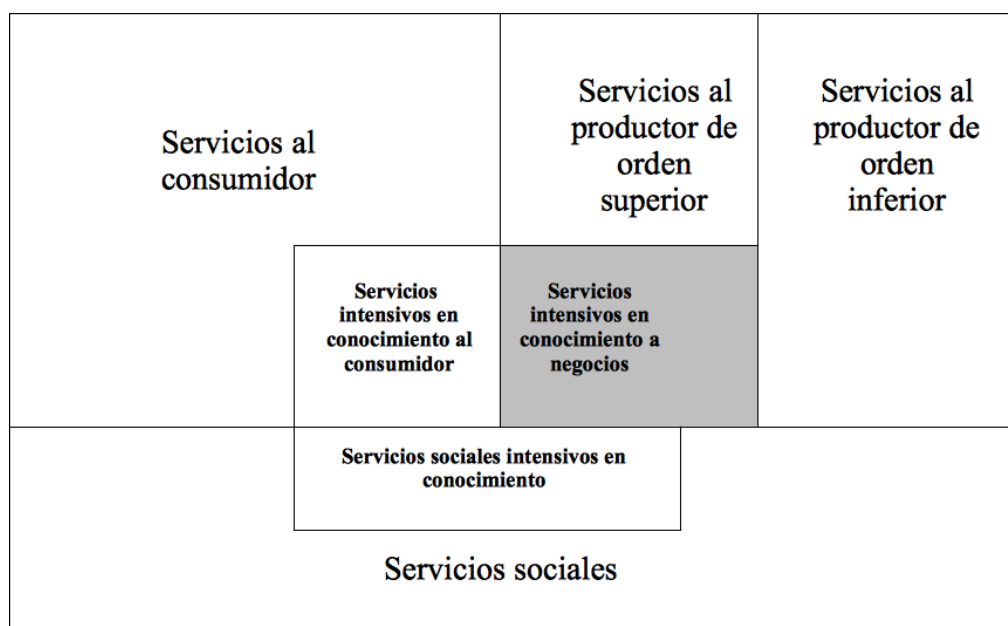 Servicios al
consumidor
Servicios al
productor de
orden
superior
Servicios al
productor de
orden
inferior
Servicios
intensivos en
conocimiento al
consumidor
Servicios
intensivos en
conocimiento a
negocios
Servicios sociales intensivos en
conocimiento
Servicios sociales